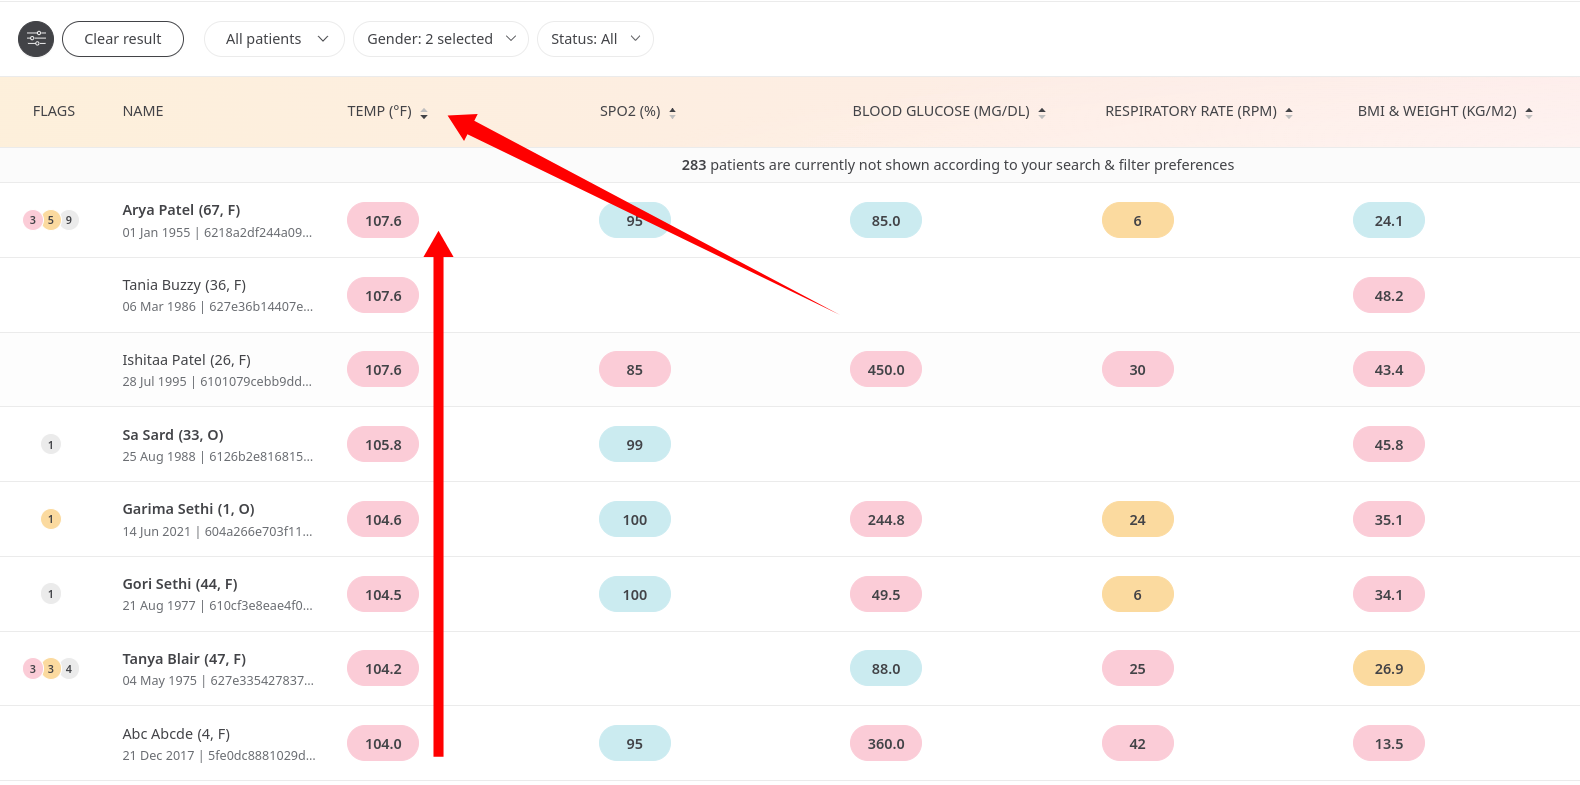 Clear result All patients Gender: 2 selected Status: All
FLAGS NAME TEMP (°F) SPO2 (%) BLOOD GLUCOSE (MG/DL) RESPIRATORY RATE (RPM) BMI & WEIGHT (KG/M2)
283 patients are currently not shown according to your search & filter preferences
3 5 9 Arya Patel (67, F) 107.6 95 85.0 6 24.1
01 Jan 1955 | 6218a2df244a09...
Tania Buzzy (36, F) 107.6 48.2
06 Mar 1986 | 627e36b14407e...
Ishitaa Patel (26, F) 107.6 85 450.0 30 43.4
28 Jul 1995 | 6101079cebb9dd...
1 Sa Sard (33, O) 105.8 99 45.8
25 Aug 1988 | 6126b2e816815...
1 Garima Sethi (1, O) 104.6 100 244.8 24 35.1
14 Jun 2021 | 604a266e703f11...
1 Gori Sethi (44, F) 104.5 100 49.5 6 34.1
21 Aug 1977 | 610cf3e8eae4f0...
3 3 4 Tanya Blair (47, F) 104.2 88.0 25 26.9
04 May 1975 | 627e335427837...
Abc Abcde (4, F) 104.0 95 360.0 42 13.5
21 Dec 2017 | 5fe0dc8881029d...